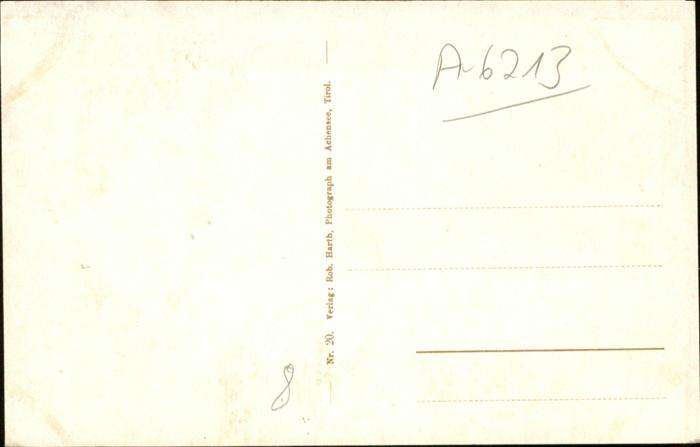 A-6213
Nr. 20. Verlag: Rob. Harth, Photograph am Achensee, Tirol.
8